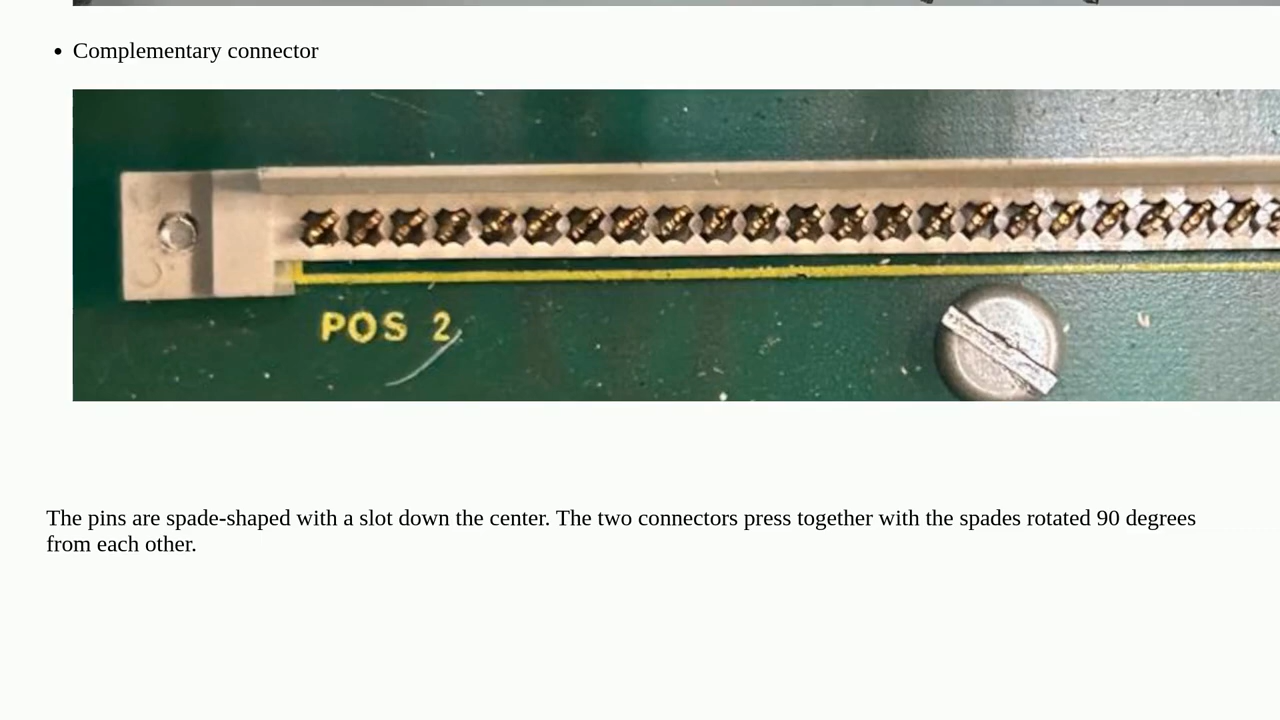 Complementary connector
POS 2
The pins are spade-shaped with a slot down the center. The two connectors press together with the spades rotated 90 degrees
from each other.